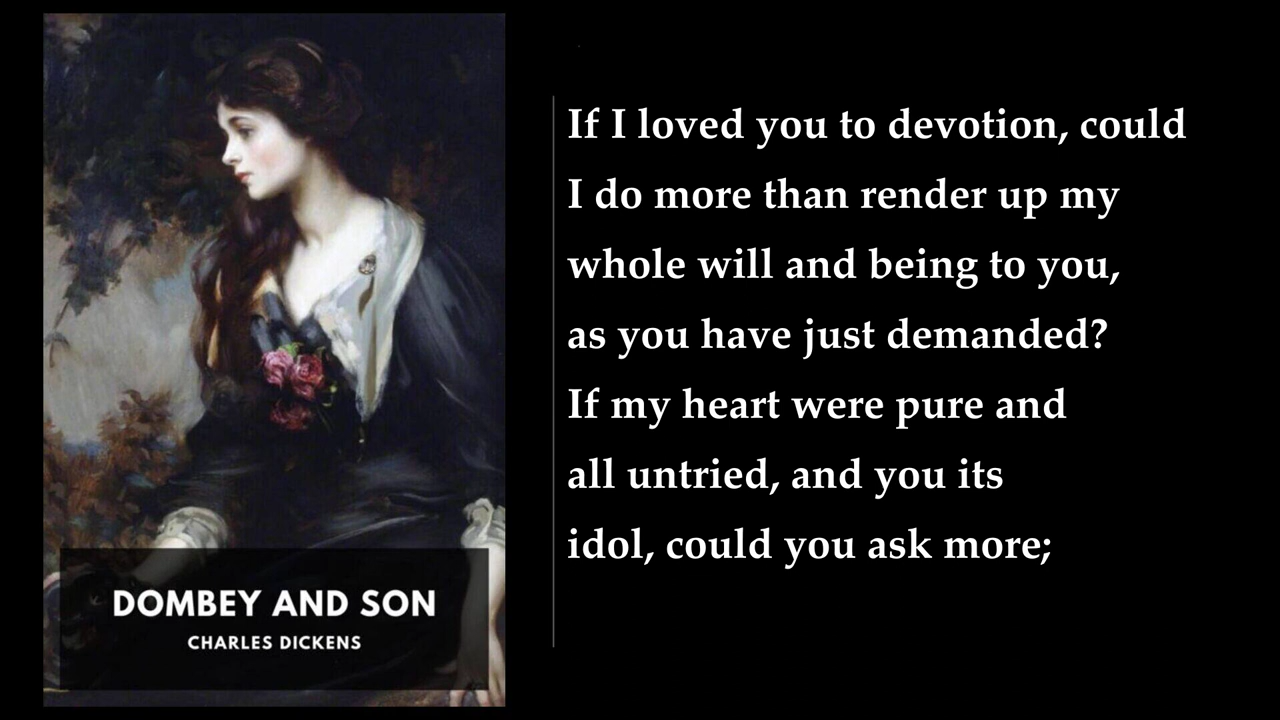 DOMBEY AND SON
CHARLES DICKENS
If I loved you to devotion, could
I do more than render up my
whole will and being to you,
as you have just demanded?
If my heart were pure and
all untried, and you its
idol, could you ask more;